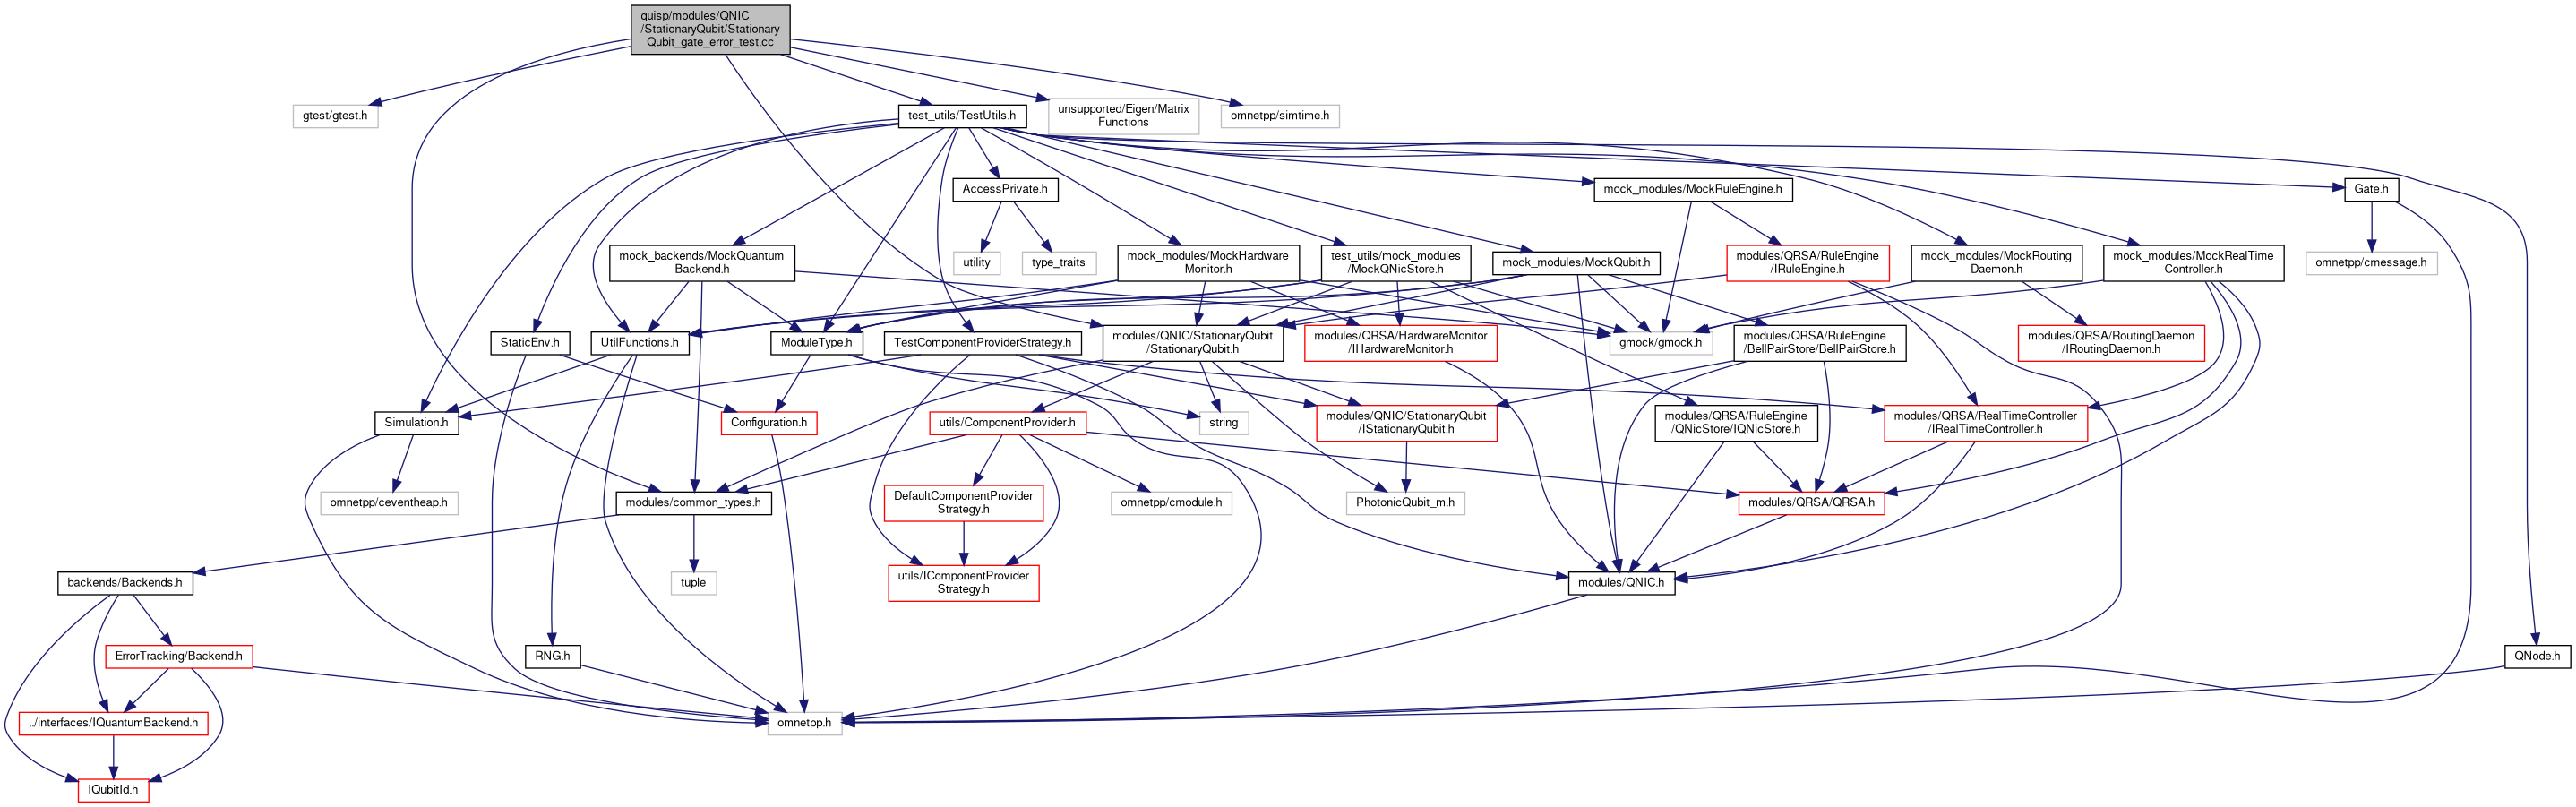 quisp/modules/QNIC
/StationaryQubit/Stationary
Qubit_gate_error_test.cc
gtest/gtest.h
test_utils/TestUtils.h
unsupported/Eigen/Matrix
Functions
omnetpp/simtime.h
AccessPrivate.h
mock_modules/MockRuleEngine.h
Gate.h
mock_backends/MockQuantum
Backend.h
utility
type_traits
mock_modules/MockHardware
Monitor.h
test_utils/mock_modules
/MockQNicStore.h
mock_modules/MockQubit.h
modules/QRSA/RuleEngine
/IRuleEngine.h
mock_modules/MockRouting
Daemon.h
mock_modules/MockRealTime
Controller.h
omnetpp/cmessage.h
StaticEnv.h
UtilFunctions.h
ModuleType.h
TestComponentProviderStrategy.h
modules/QNIC/StationaryQubit
/StationaryQubit.h
modules/QRSA/HardwareMonitor
/IHardwareMonitor.h
gmock/gmock.h
modules/QRSA/RuleEngine
/BellPairStore/BellPairStore.h
modules/QRSA/RoutingDaemon
/IRoutingDaemon.h
Simulation.h
Configuration.h
utils/ComponentProvider.h
string
modules/QNIC/StationaryQubit
/IStationaryQubit.h
modules/QRSA/RuleEngine
/QNicStore/IQNicStore.h
modules/QRSA/RealTimeController
/IRealTimeController.h
omnetpp/ceventheap.h
modules/common_types.h
DefaultComponentProvider
Strategy.h
omnetpp/cmodule.h
PhotonicQubit_m.h
modules/QRSA/QRSA.h
backends/Backends.h
tuple
utils/IComponentProvider
Strategy.h
modules/QNIC.h
ErrorTracking/Backend.h
RNG.h
QNode.h
../interfaces/IQuantumBackend.h
omnetpp.h
IQubitId.h